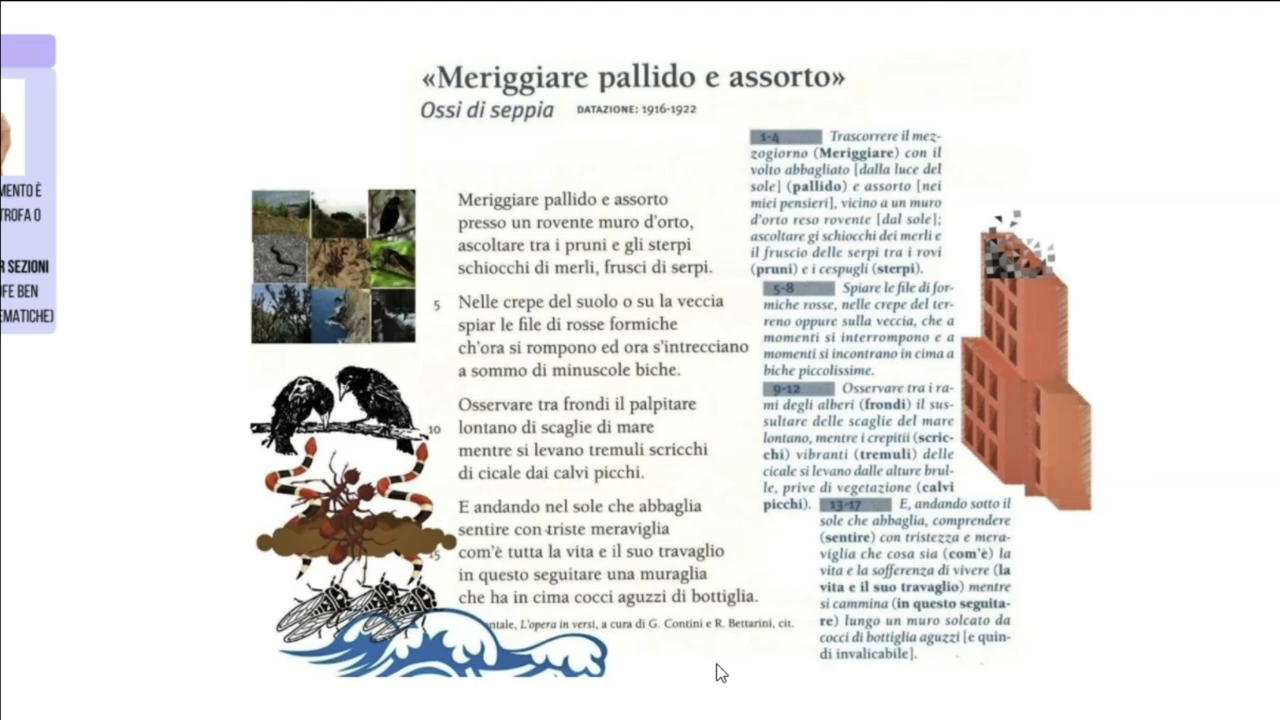 MENTO È
TROFA O
R SEZIONI
FE BEN
EMATICHE)
«Meriggiare pallido e assorto»
Ossi di seppia DATAZIONE: 1916-1922
Meriggiare pallido e assorto
presso un rovente muro d'orto,
ascoltare tra i pruni e gli sterpi
schiocchi di merli, frusci di serpi.
5 Nelle crepe del suolo o su la veccia
spiar le file di rosse formiche
ch'ora si rompono ed ora s'intrecciano
a sommo di minuscole biche.
Osservare tra frondi il palpitare
10 lontano di scaglie di mare
mentre si levano tremuli scricchi
di cicale dai calvi picchi.
E andando nel sole che abbaglia
sentire con triste meraviglia
15 com'è tutta la vita e il suo travaglio
in questo seguitare una muraglia
che ha in cima cocci aguzzi di bottiglia.
ntale, L'opera in versi, a cura di G. Contini e R. Bettarini, cit.
1-4 Trascorrere il mez-
zogiorno (Meriggiare) con il
volto abbagliato [dalla luce del
sole] (pallido) e assorto [nei
miei pensieri], vicino a un muro
d'orto reso rovente [dal sole];
ascoltare gi schiocchi dei merli e
il fruscio delle serpi tra i rovi
(pruni) e i cespugli (sterpi).
5-8 Spiare le file di for-
miche rosse, nelle crepe del ter-
reno oppure sulla veccia, che a
momenti si interrompono e a
momenti si incontrano in cima a
biche piccolissime.
9-12 Osservare tra i ra-
mi degli alberi (frondi) il sus-
sultare delle scaglie del mare
lontano, mentre i crepitii (scric-
chi) vibranti (tremuli) delle
cicale si levano dalle alture brul-
le, prive di vegetazione (calvi
picchi).
13-17 E, andando sotto il
sole che abbaglia, comprendere
(sentire) con tristezza e mera-
viglia che cosa sia (com'è) la
vita e la sofferenza di vivere (la
vita e il suo travaglio) mentre
si cammina (in questo seguita-
re) lungo un muro solcato da
cocci di bottiglia aguzzi [e quin-
di invalicabile].